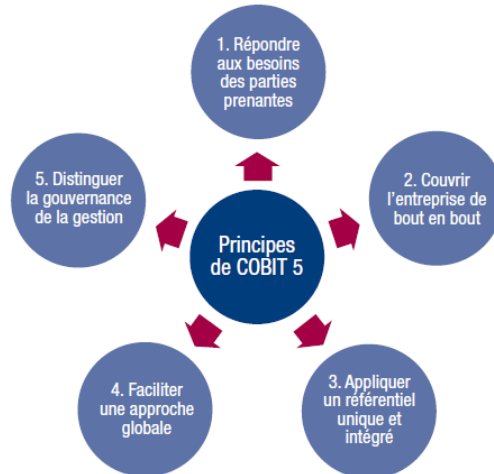 1. Répondre
aux besoins
des parties
prenantes
5. Distinguer
la gouvernance
de la gestion
2. Couvrir
l'entreprise de
bout en bout
Principes
de COBIT 5
4. Faciliter
une approche
globale
3. Appliquer
un référentiel
unique et
intégré